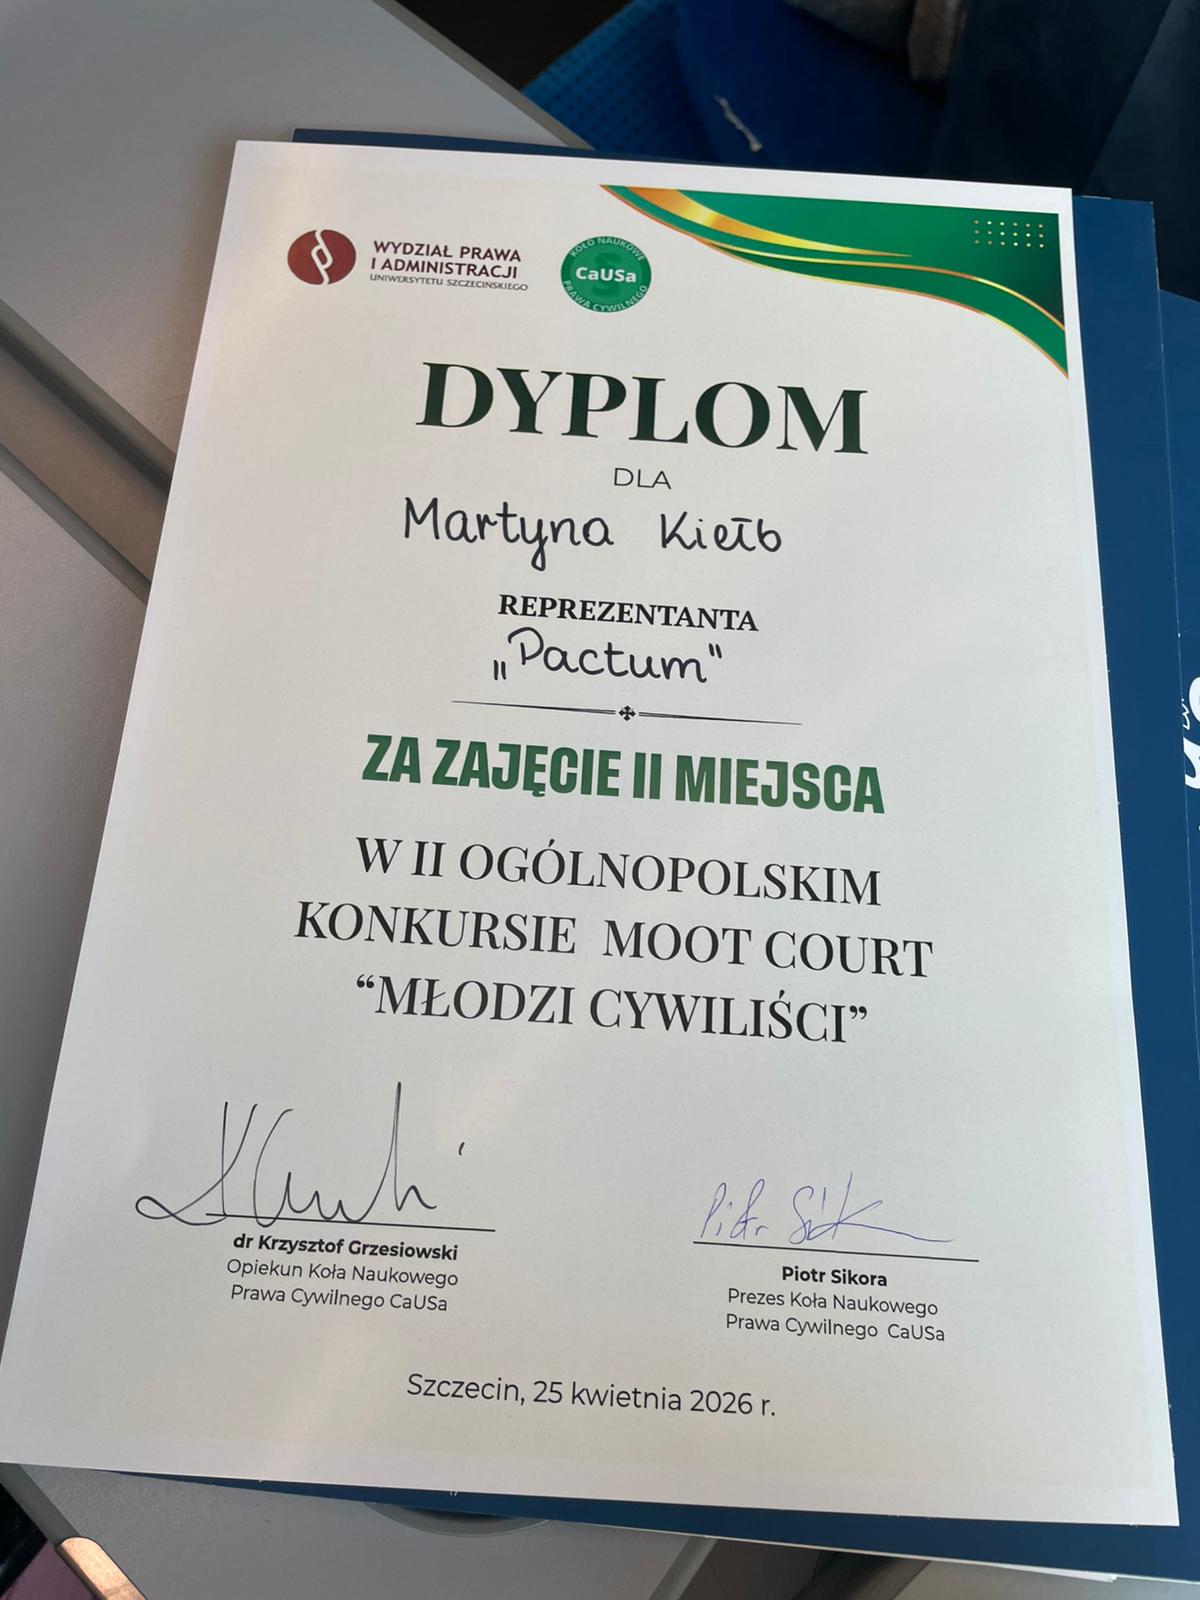 WYDZIAŁ PRAWA
I ADMINISTRACJI
UNIWERSYTETU SZCZECIŃSKIEGO
KOŁO NAUKOWE
CaUSa
PRAWA CYWILNEGO
DYPLOM
DLA
Martyna Kiełb
REPREZENTANTA
„Pactum"
ZA ZAJĘCIE II MIEJSCA
W II OGÓLNOPOLSKIM
KONKURSIE MOOT COURT
“MŁODZI CYWILIŚCI”
Piotr Sik
dr Krzysztof Grzesiowski
Opiekun Koła Naukowego
Prawa Cywilnego CaUSa
Piotr Sikora
Prezes Koła Naukowego
Prawa Cywilnego CaUSa
Szczecin, 25 kwietnia 2026 r.